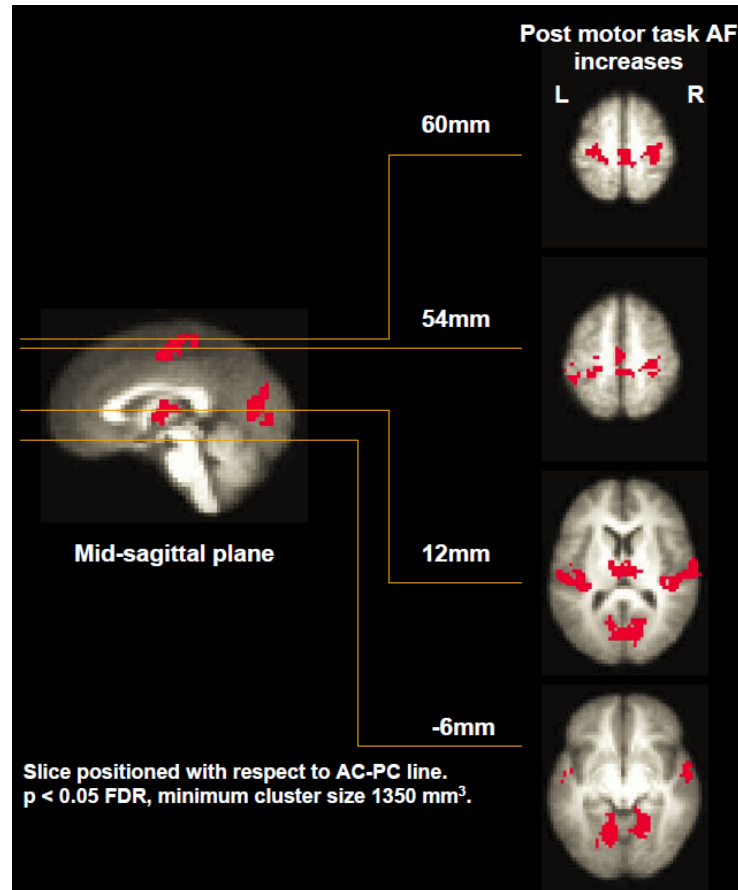 Post motor task AF
increases
L R
60mm
54mm
12mm
-6mm
Mid-sagittal plane
Slice positioned with respect to AC-PC line.
p < 0.05 FDR, minimum cluster size 1350 mm³.